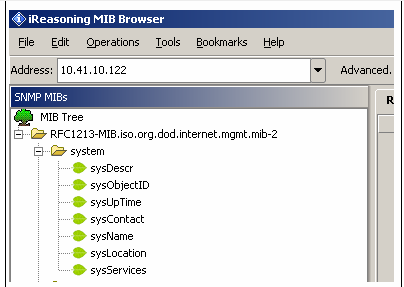 iReasoning MIB Browser
File Edit Operations Tools Bookmarks Help
Address: 10.41.10.122 Advanced.
SNMP MIBs R
MIB Tree
RFC1213-MIB.iso.org.dod.internet.mgmt.mib-2
system
sysDescr
sysObjectID
sysUpTime
sysContact
sysName
sysLocation
sysServices